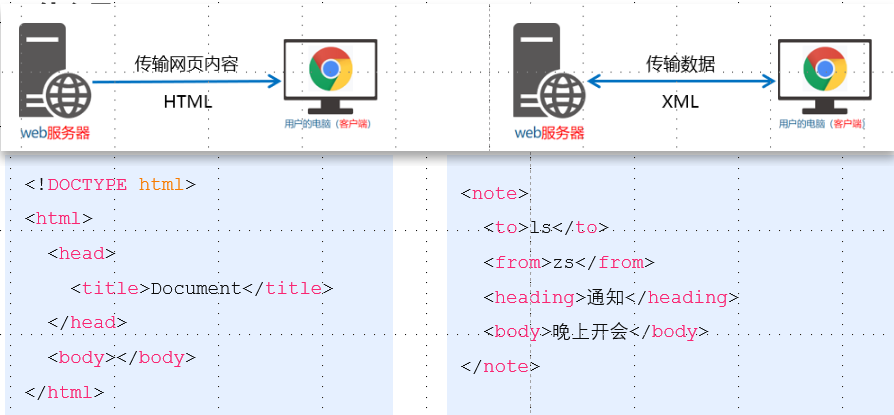 传输网页内容
HTML
web服务器
用户的电脑（客户端）
传输数据
XML
web服务器
用户的电脑（客户端）
<!DOCTYPE html>
<html>
  <head>
    <title>Document</title>
  </head>
  <body></body>
</html>
<note>
  <to>ls</to>
  <from>zs</from>
  <heading>通知</heading>
  <body>晚上开会</body>
</note>